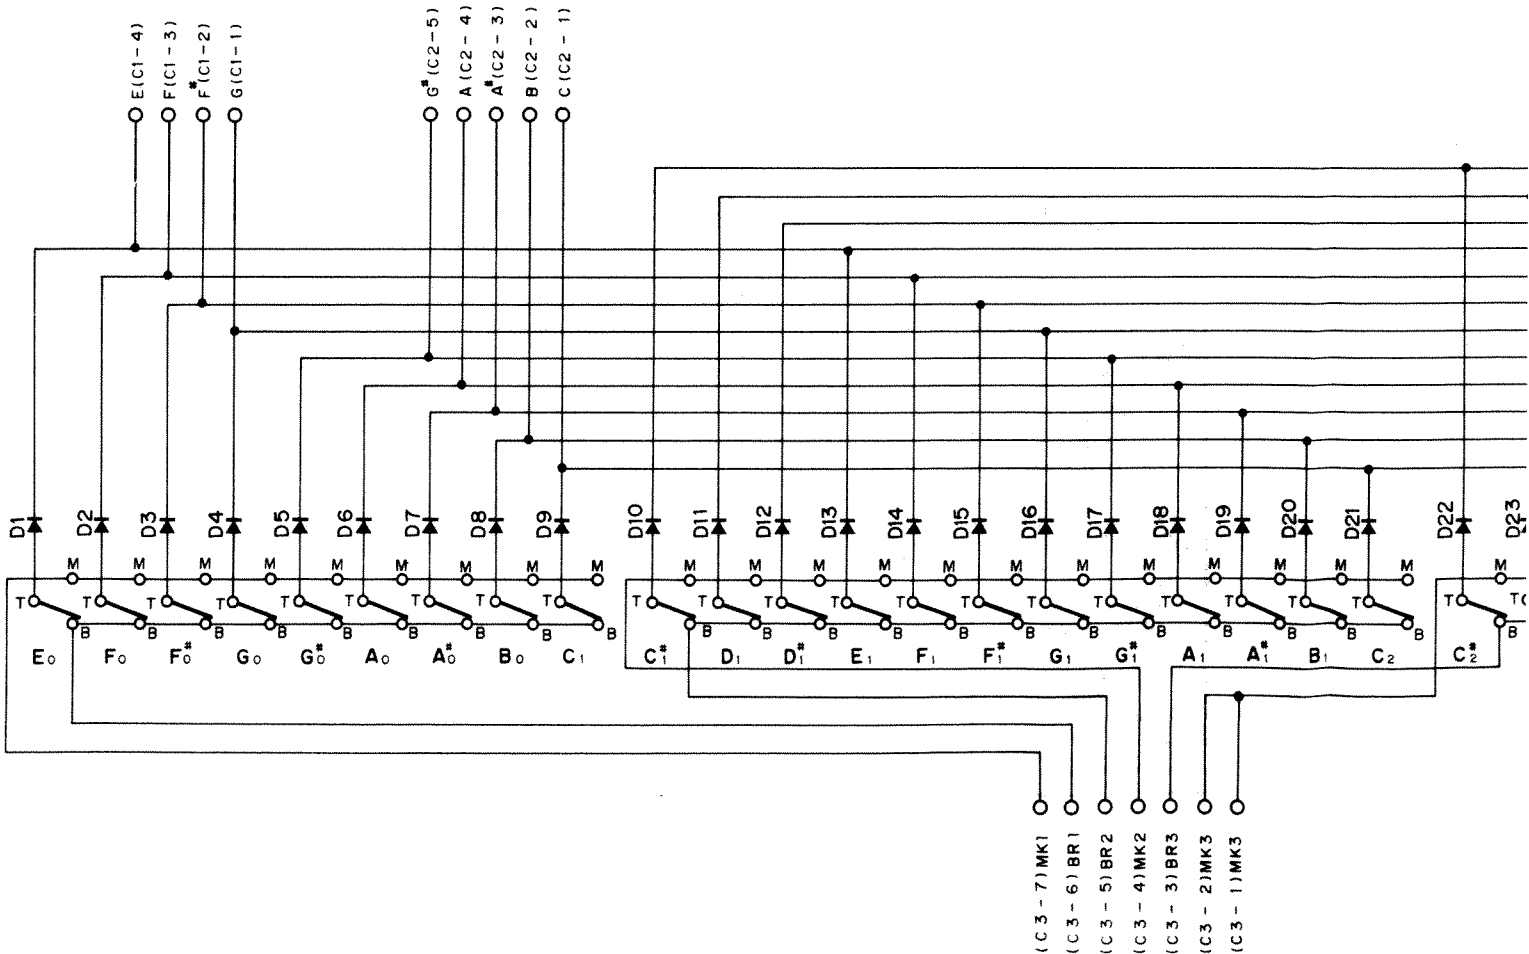 E(C1-4)
F(C1-3)
F#(C1-2)
G(C1-1)
G#(C2-5)
A(C2-4)
A#(C2-3)
B(C2-2)
C(C2-1)
D1 D2 D3 D4 D5 D6 D7 D8 D9 D10 D11 D12 D13 D14 D15 D16 D17 D18 D19 D20 D21 D22 D23
M M M M M M M M M M M M M M M M M M M M M M
T T T T T T T T T T T T T T T T T T T T T T T
B B B B B B B B B B B B B B B B B B B B B B
E0 F0 F#0 G0 G#0 A0 A#0 B0 C1 C#1 D1 D#1 E1 F1 F#1 G1 G#1 A1 A#1 B1 C2 C#2
(C3-7)MK1
(C3-6)BR1
(C3-5)BR2
(C3-4)MK2
(C3-3)BR3
(C3-2)MK3
(C3-1)MK3